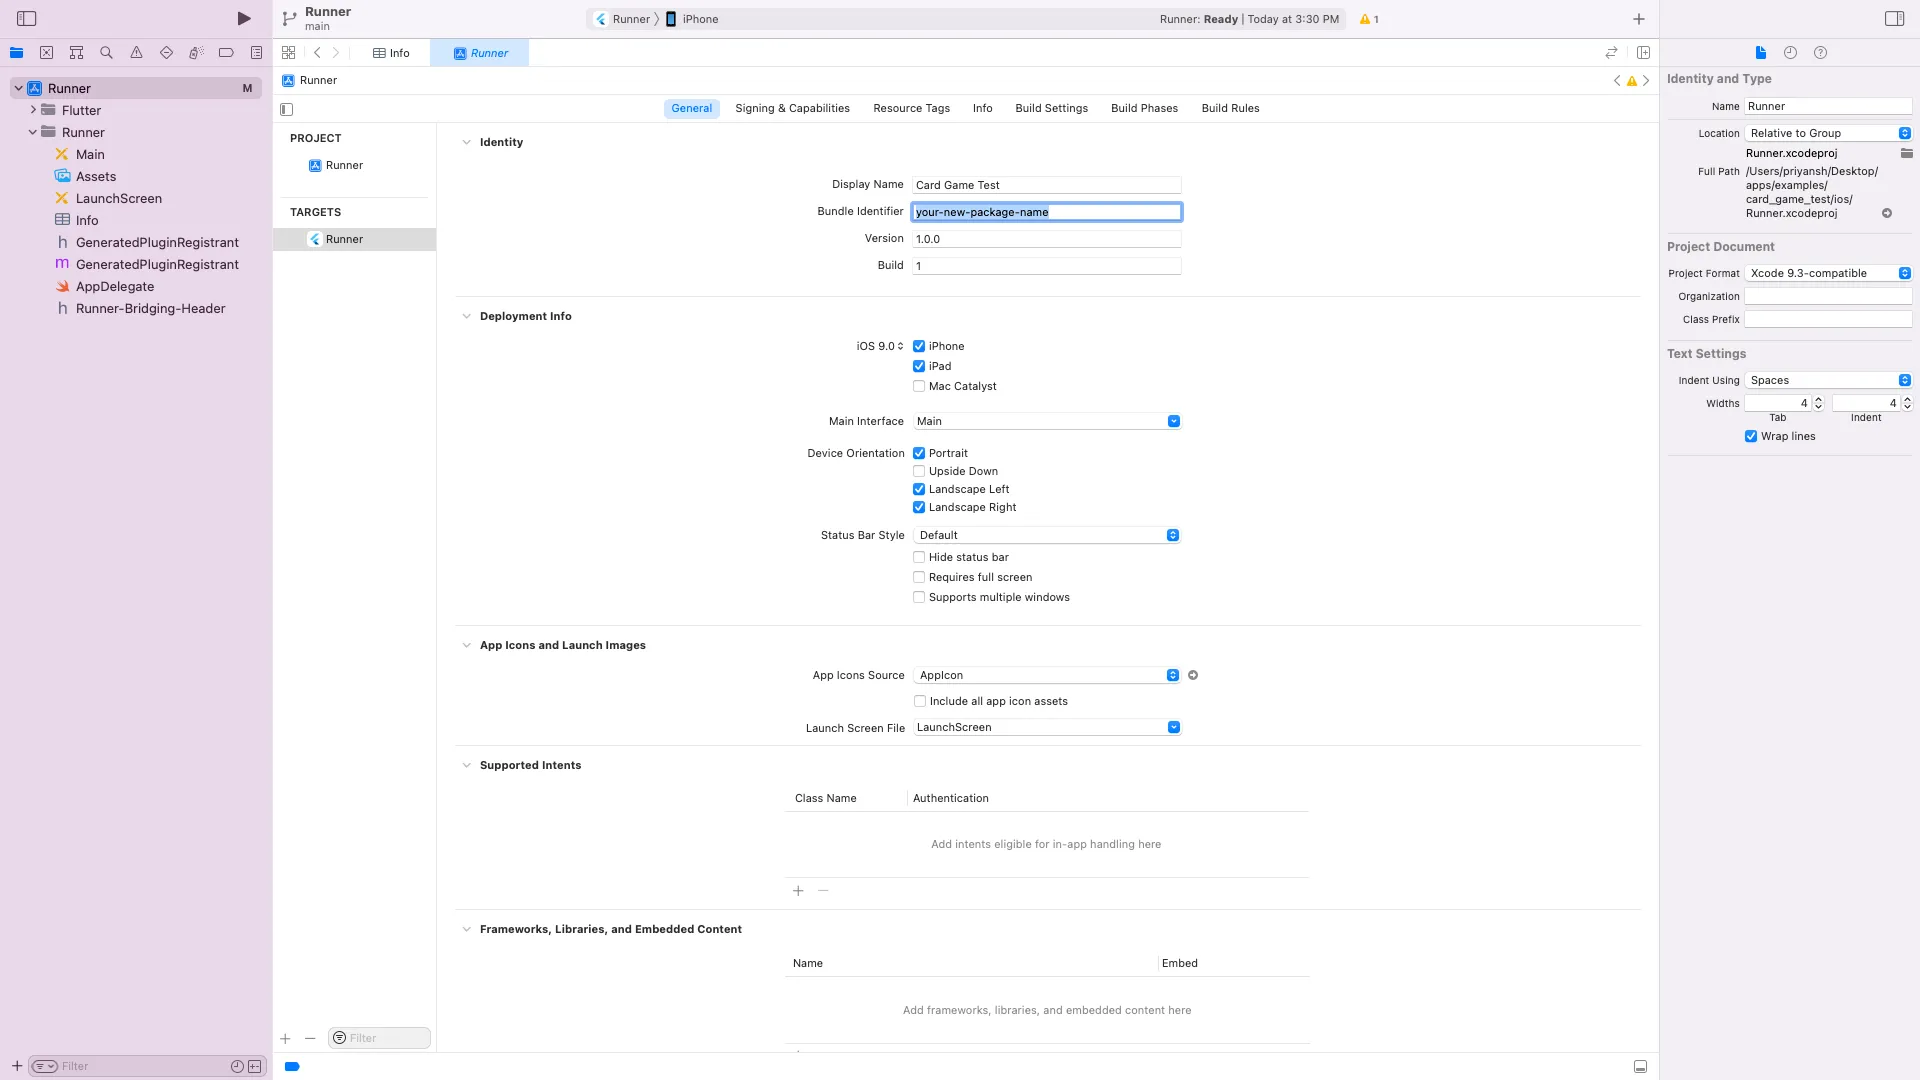 Runner
main
Runner
iPhone
Runner: Ready | Today at 3:30 PM
1
Info
Runner
Runner
Runner
M
Flutter
Runner
Main
Assets
LaunchScreen
Info
GeneratedPluginRegistrant
GeneratedPluginRegistrant
AppDelegate
Runner-Bridging-Header
Filter
General
Signing & Capabilities
Resource Tags
Info
Build Settings
Build Phases
Build Rules
PROJECT
Runner
TARGETS
Runner
Filter
Identity
Display Name
Card Game Test
Bundle Identifier
your-new-package-name
Version
1.0.0
Build
1
Deployment Info
iOS 9.0
iPhone
iPad
Mac Catalyst
Main Interface
Main
Device Orientation
Portrait
Upside Down
Landscape Left
Landscape Right
Status Bar Style
Default
Hide status bar
Requires full screen
Supports multiple windows
App Icons and Launch Images
App Icons Source
AppIcon
Include all app icon assets
Launch Screen File
LaunchScreen
Supported Intents
Class Name
Authentication
Add intents eligible for in-app handling here
Frameworks, Libraries, and Embedded Content
Name
Embed
Add frameworks, libraries, and embedded content here
Identity and Type
Name
Runner
Location
Relative to Group
Runner.xcodeproj
Full Path
/Users/priyansh/Desktop/
apps/examples/
card_game_test/ios/
Runner.xcodeproj
Project Document
Project Format
Xcode 9.3-compatible
Organization
Class Prefix
Text Settings
Indent Using
Spaces
Widths
4
4
Tab
Indent
Wrap lines